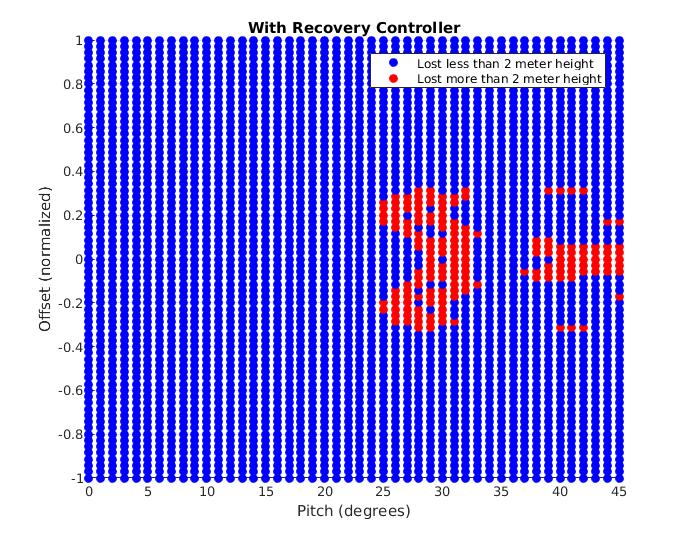 With Recovery Controller
Lost less than 2 meter height
Lost more than 2 meter height
1
0.8
0.6
0.4
0.2
0
-0.2
-0.4
-0.6
-0.8
-1
Offset (normalized)
0 5 10 15 20 25 30 35 40 45
Pitch (degrees)